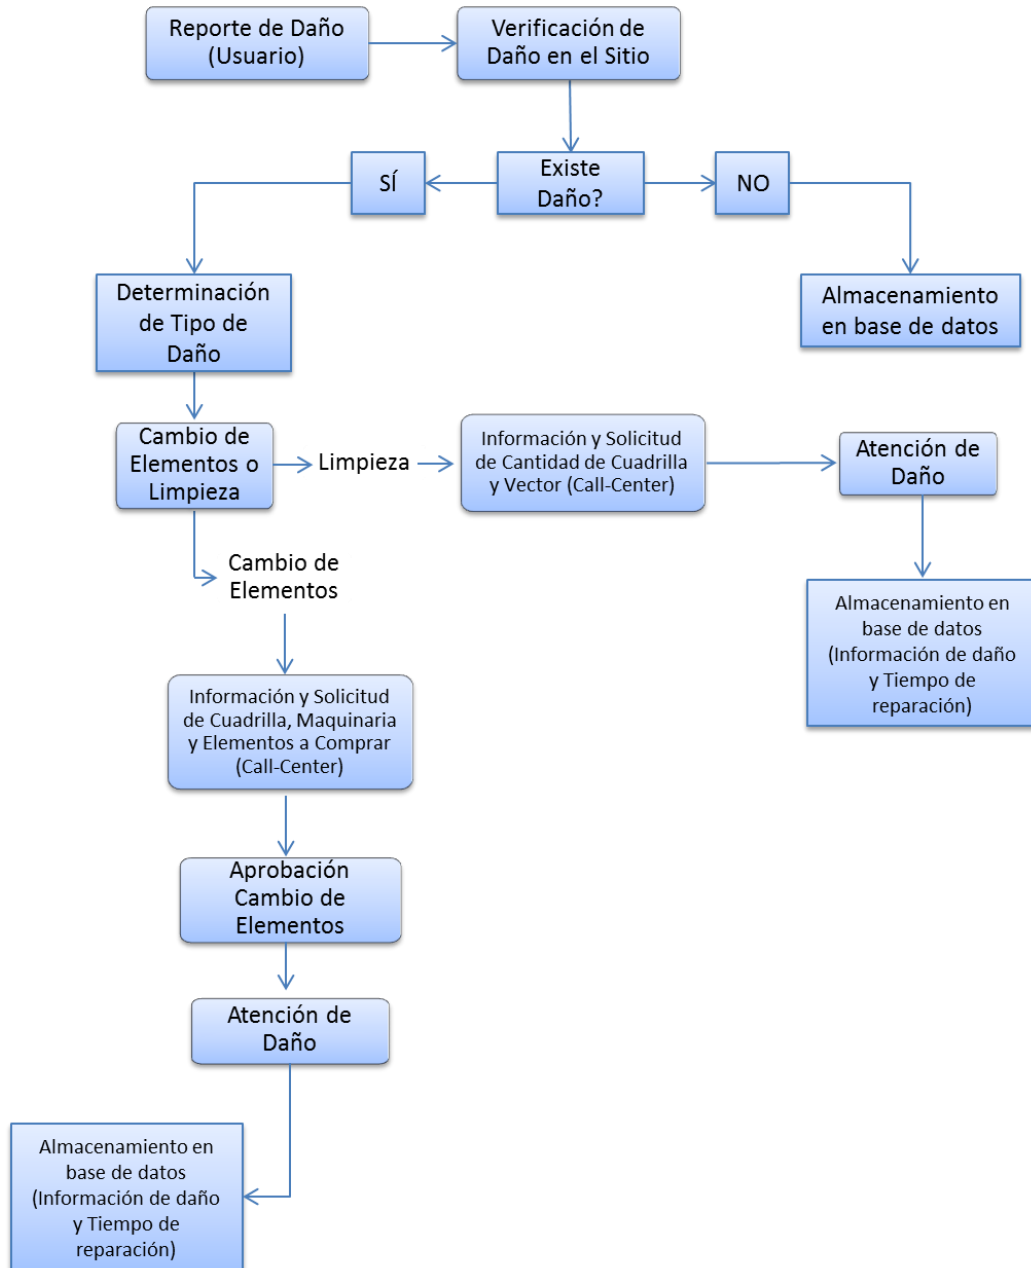 Reporte de Daño
(Usuario)
Verificación de
Daño en el Sitio
SÍ
Existe
Daño?
NO
Determinación
de Tipo de
Daño
Almacenamiento
en base de datos
Cambio de
Elementos o
Limpieza
Limpieza
Información y Solicitud
de Cantidad de Cuadrilla
y Vector (Call-Center)
Atención de
Daño
Cambio de
Elementos
Almacenamiento en
base de datos
(Información de daño
y Tiempo de
reparación)
Información y Solicitud
de Cuadrilla, Maquinaria
y Elementos a Comprar
(Call-Center)
Aprobación
Cambio de
Elementos
Atención de
Daño
Almacenamiento en
base de datos
(Información de daño
y Tiempo de
reparación)